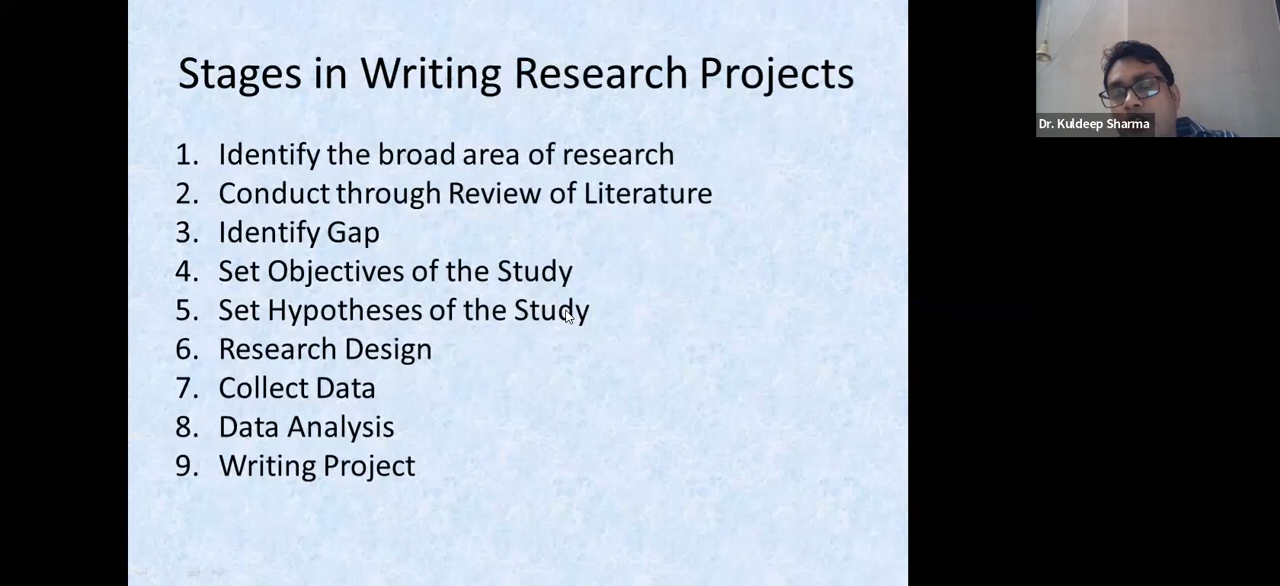 Stages in Writing Research Projects
1. Identify the broad area of research
2. Conduct through Review of Literature
3. Identify Gap
4. Set Objectives of the Study
5. Set Hypotheses of the Study
6. Research Design
7. Collect Data
8. Data Analysis
9. Writing Project
Dr. Kuldeep Sharma